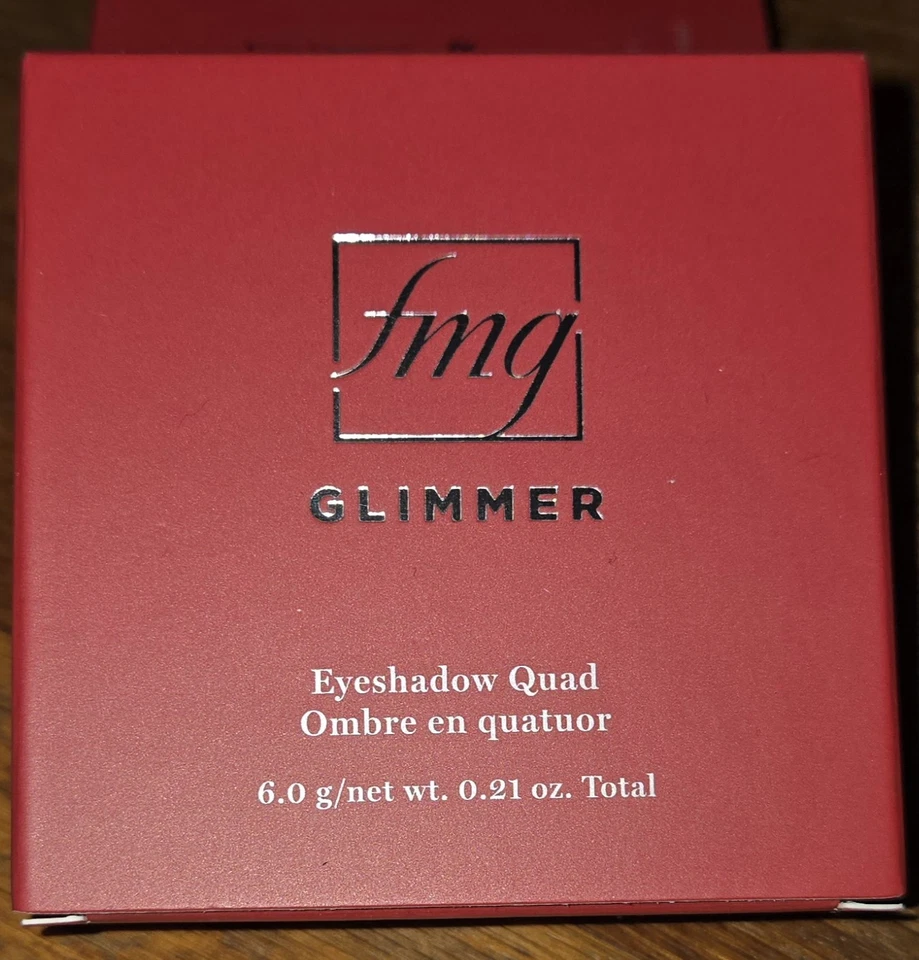 fmg
GLIMMER
Eyeshadow Quad
Ombre en quatuor
6.0 g/net wt. 0.21 oz. Total